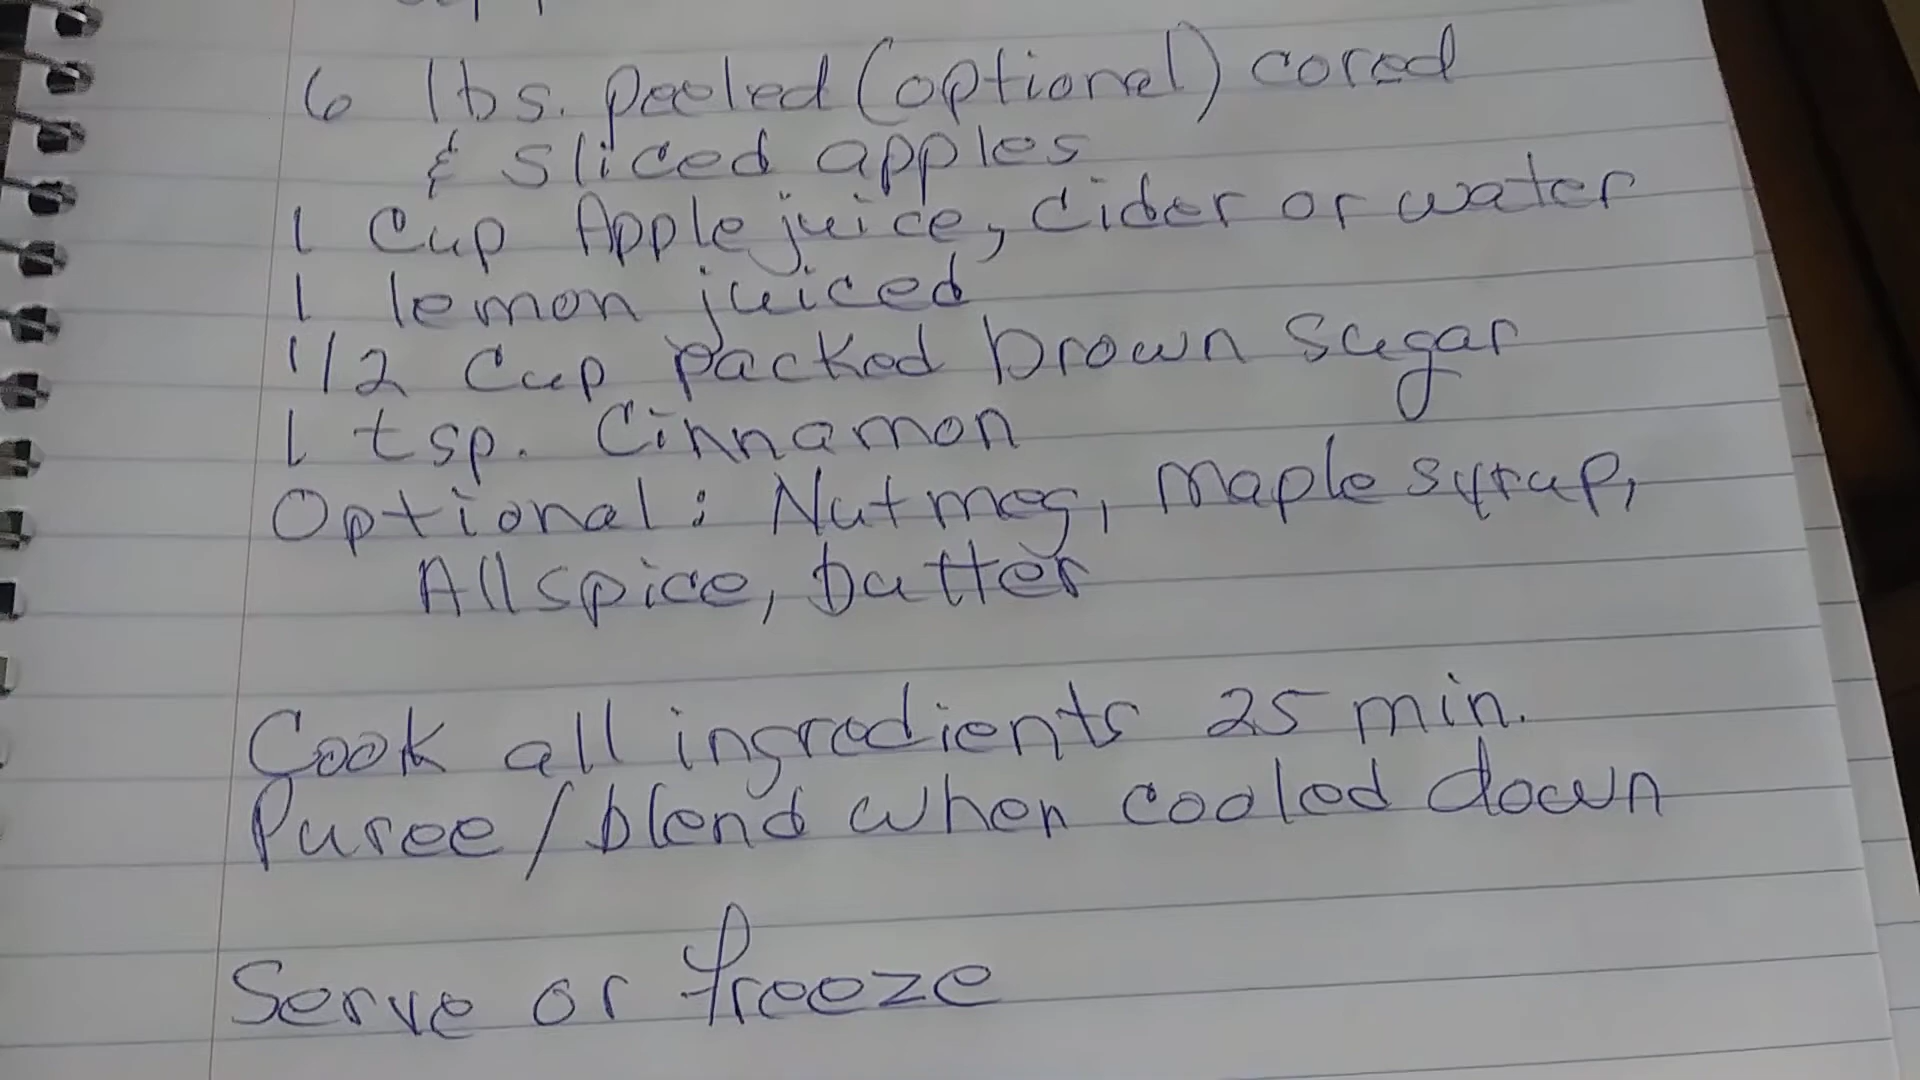 6 lbs. peeled (optional) cored
& sliced apples
1 Cup Apple juice, Cider or water
1 lemon juiced
1/2 Cup packed brown sugar
1 tsp. Cinnamon
Optional: Nutmeg, maple syrup,
Allspice, butter
Cook all ingredients 25 min.
Puree/blend when cooled down
Serve or freeze